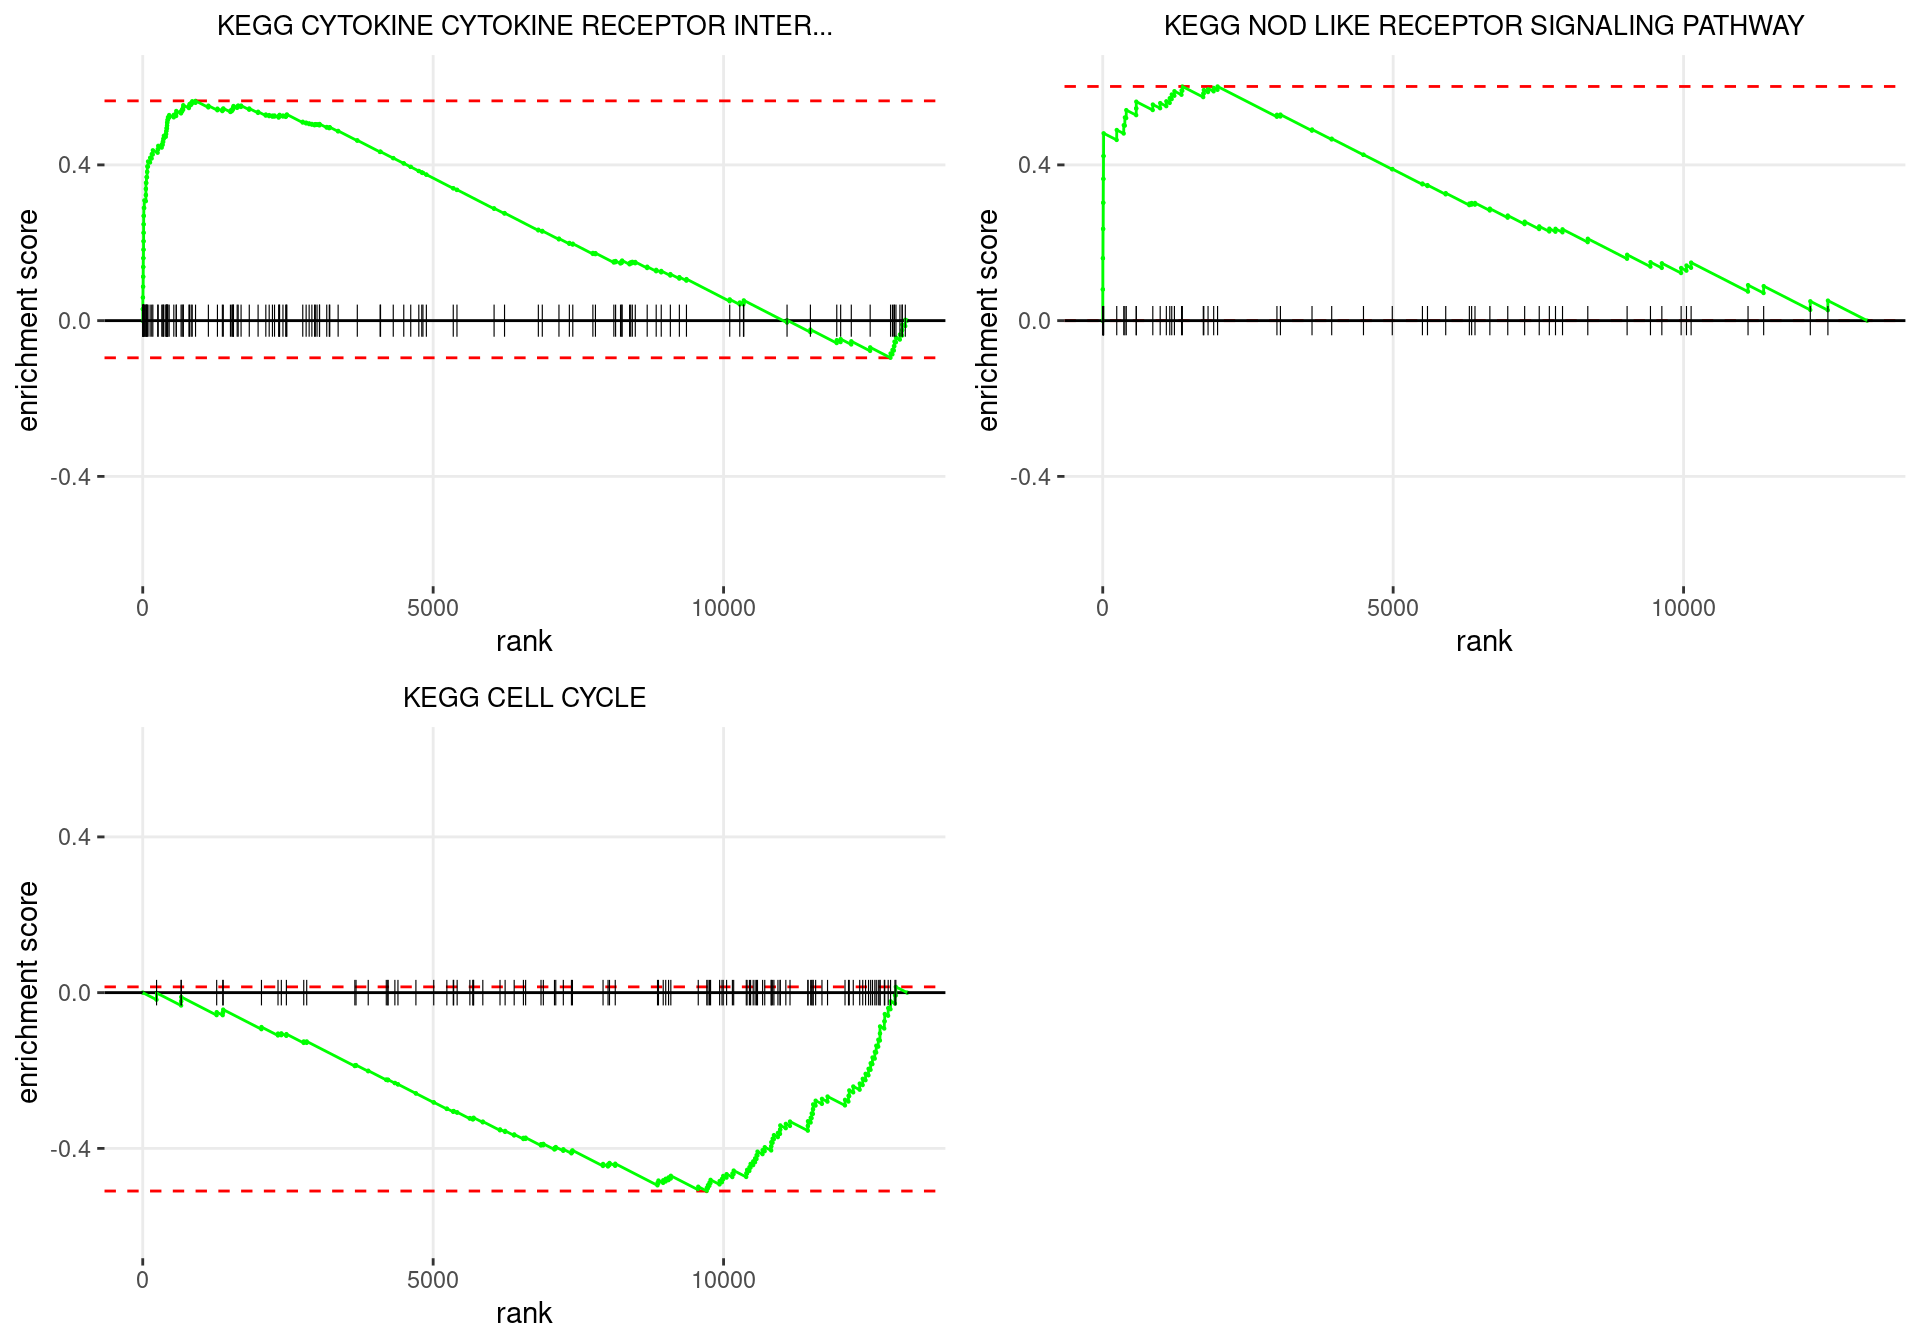 KEGG CYTOKINE CYTOKINE RECEPTOR INTER...
enrichment score
0.4
0.0
-0.4
0 5000 10000
rank
KEGG NOD LIKE RECEPTOR SIGNALING PATHWAY
enrichment score
0.4
0.0
-0.4
0 5000 10000
rank
KEGG CELL CYCLE
enrichment score
0.4
0.0
-0.4
0 5000 10000
rank